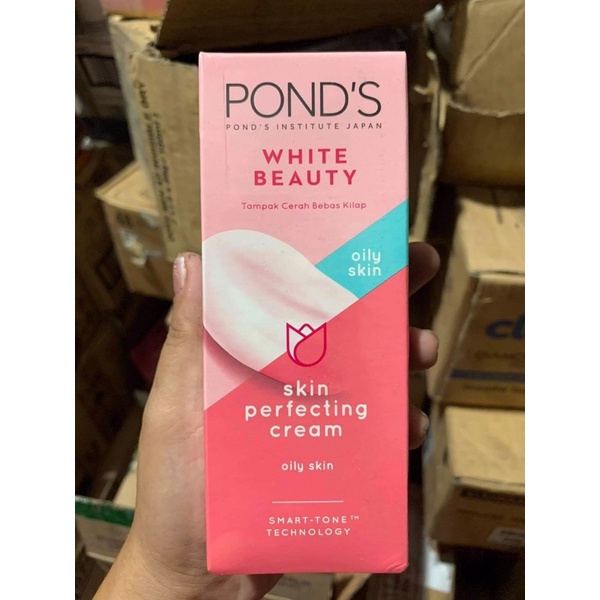 POND'S
POND'S INSTITUTE JAPAN
WHITE
BEAUTY
Tampak Cerah Bebas Kilap
oily
skin
skin
perfecting
cream
oily skin
SMART-TONE™
TECHNOLOGY